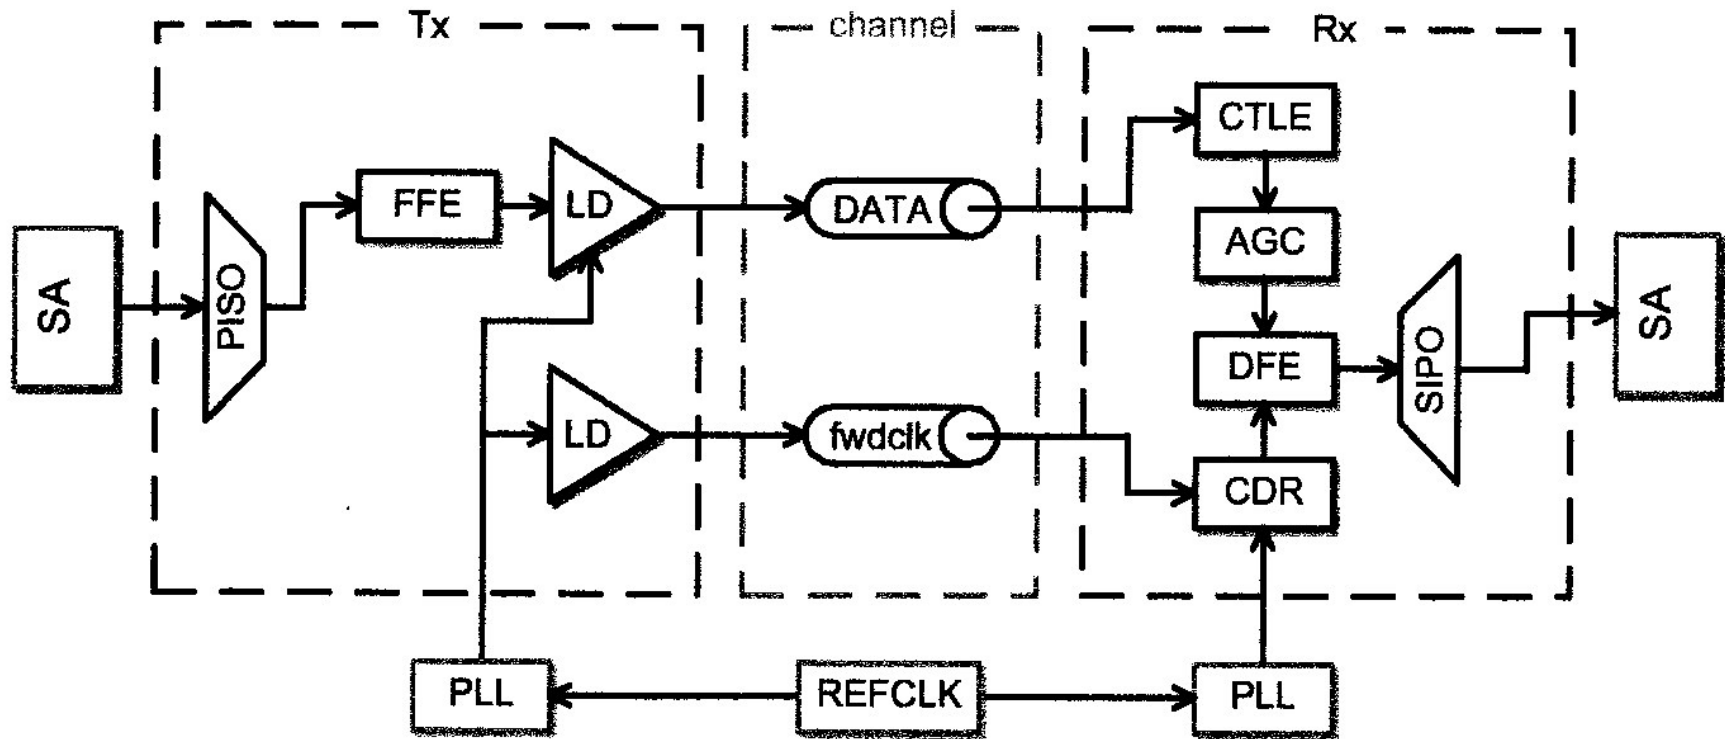 Tx
channel
Rx
CTLE
FFE
LD
DATA
AGC
SA
PISO
DFE
SIPO
SA
LD
fwdclk
CDR
PLL
REFCLK
PLL